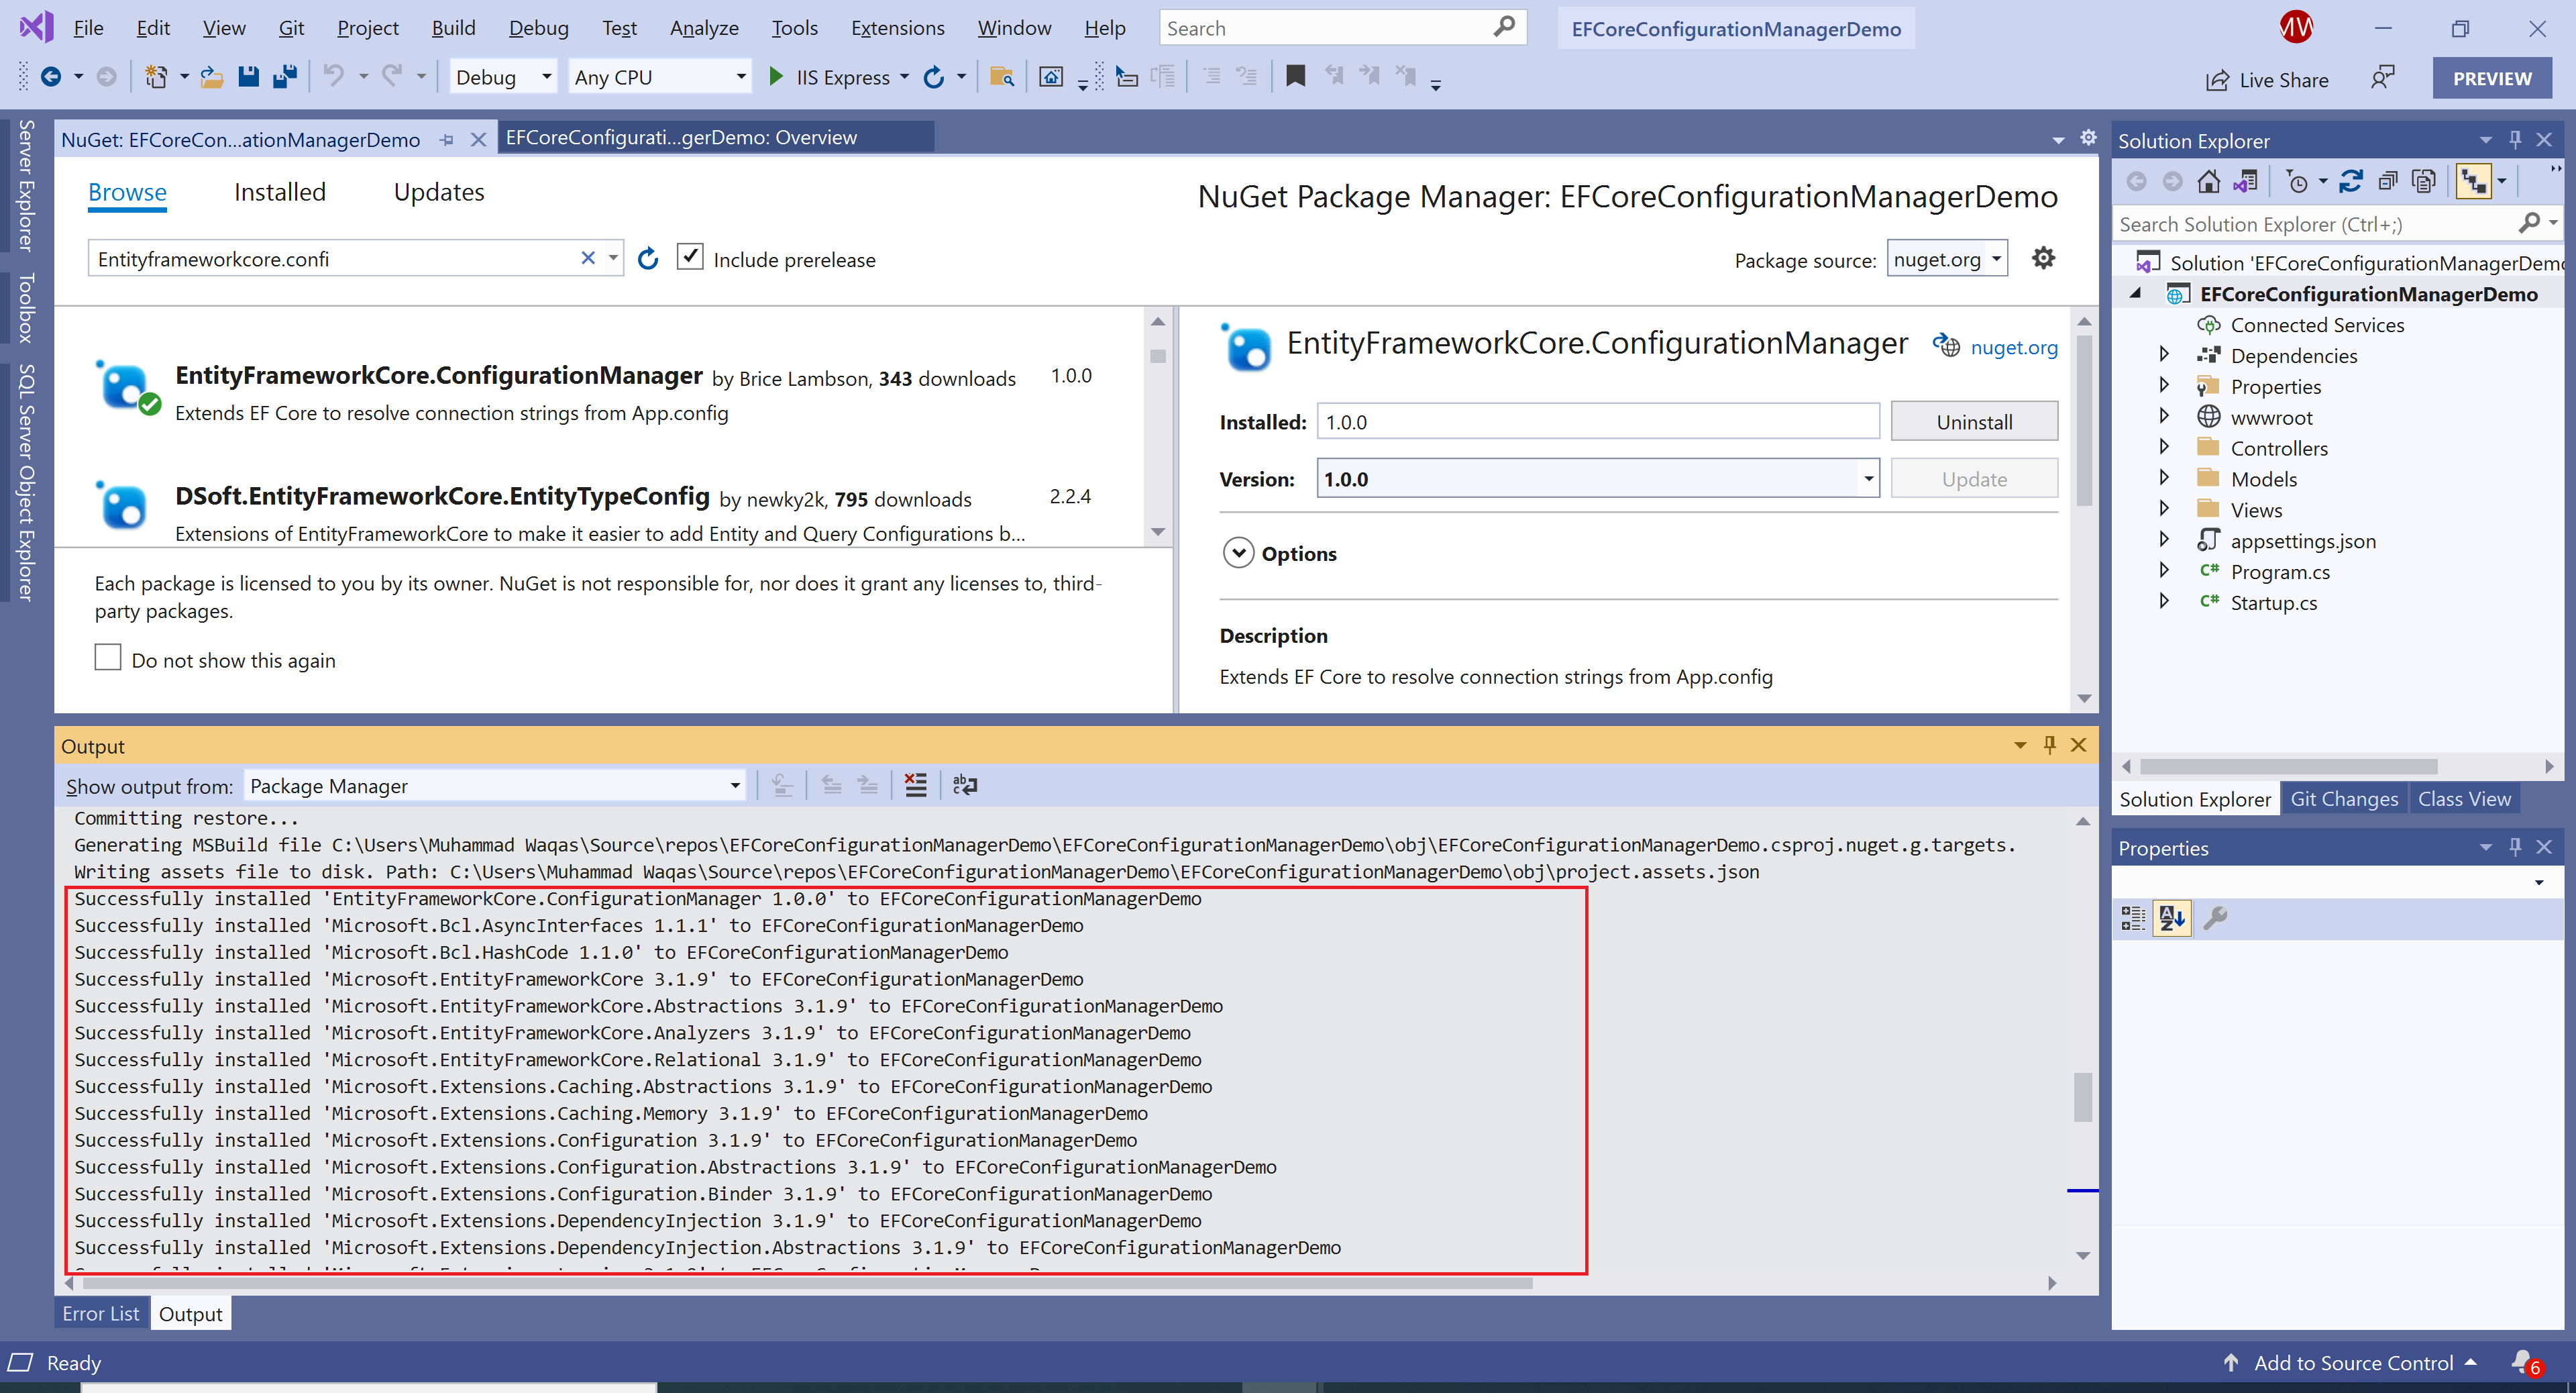 File Edit View Git Project Build Debug Test Analyze Tools Extensions Window Help Search EFCoreConfigurationManagerDemo MW
Debug Any CPU IIS Express Live Share PREVIEW
Server Explorer
Toolbox
SQL Server Object Explorer
NuGet: EFCoreCon...ationManagerDemo EFCoreConfigurati...gerDemo: Overview
Browse Installed Updates
NuGet Package Manager: EFCoreConfigurationManagerDemo
Entityframeworkcore.confi Include prerelease
Package source: nuget.org
EntityFrameworkCore.ConfigurationManager by Brice Lambson, 343 downloads 1.0.0
Extends EF Core to resolve connection strings from App.config
DSoft.EntityFrameworkCore.EntityTypeConfig by newky2k, 795 downloads 2.2.4
Extensions of EntityFrameworkCore to make it easier to add Entity and Query Configurations b...
Each package is licensed to you by its owner. NuGet is not responsible for, nor does it grant any licenses to, third-
party packages.
Do not show this again
EntityFrameworkCore.ConfigurationManager nuget.org
Installed: 1.0.0 Uninstall
Version: 1.0.0 Update
Options
Description
Extends EF Core to resolve connection strings from App.config
Output
Show output from: Package Manager
Committing restore...
Generating MSBuild file C:\Users\Muhammad Waqas\Source\repos\EFCoreConfigurationManagerDemo\EFCoreConfigurationManagerDemo\obj\EFCoreConfigurationManagerDemo.csproj.nuget.g.targets.
Writing assets file to disk. Path: C:\Users\Muhammad Waqas\Source\repos\EFCoreConfigurationManagerDemo\EFCoreConfigurationManagerDemo\obj\project.assets.json
Successfully installed 'EntityFrameworkCore.ConfigurationManager 1.0.0' to EFCoreConfigurationManagerDemo
Successfully installed 'Microsoft.Bcl.AsyncInterfaces 1.1.1' to EFCoreConfigurationManagerDemo
Successfully installed 'Microsoft.Bcl.HashCode 1.1.0' to EFCoreConfigurationManagerDemo
Successfully installed 'Microsoft.EntityFrameworkCore 3.1.9' to EFCoreConfigurationManagerDemo
Successfully installed 'Microsoft.EntityFrameworkCore.Abstractions 3.1.9' to EFCoreConfigurationManagerDemo
Successfully installed 'Microsoft.EntityFrameworkCore.Analyzers 3.1.9' to EFCoreConfigurationManagerDemo
Successfully installed 'Microsoft.EntityFrameworkCore.Relational 3.1.9' to EFCoreConfigurationManagerDemo
Successfully installed 'Microsoft.Extensions.Caching.Abstractions 3.1.9' to EFCoreConfigurationManagerDemo
Successfully installed 'Microsoft.Extensions.Caching.Memory 3.1.9' to EFCoreConfigurationManagerDemo
Successfully installed 'Microsoft.Extensions.Configuration 3.1.9' to EFCoreConfigurationManagerDemo
Successfully installed 'Microsoft.Extensions.Configuration.Abstractions 3.1.9' to EFCoreConfigurationManagerDemo
Successfully installed 'Microsoft.Extensions.Configuration.Binder 3.1.9' to EFCoreConfigurationManagerDemo
Successfully installed 'Microsoft.Extensions.DependencyInjection 3.1.9' to EFCoreConfigurationManagerDemo
Successfully installed 'Microsoft.Extensions.DependencyInjection.Abstractions 3.1.9' to EFCoreConfigurationManagerDemo
Error List Output
Solution Explorer
Search Solution Explorer (Ctrl+;)
Solution 'EFCoreConfigurationManagerDemo
EFCoreConfigurationManagerDemo
Connected Services
Dependencies
Properties
wwwroot
Controllers
Models
Views
appsettings.json
C# Program.cs
C# Startup.cs
Solution Explorer Git Changes Class View
Properties
Ready
Add to Source Control 6